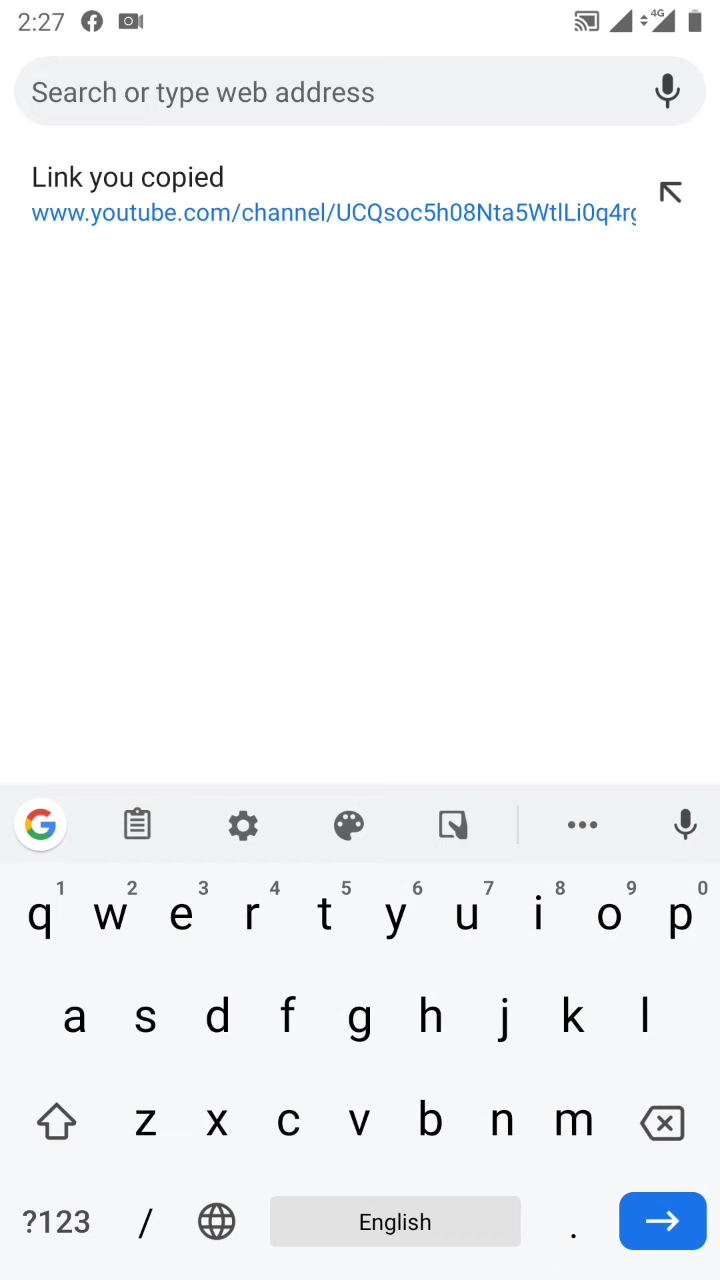 2:27
4G
Search or type web address
Link you copied
www.youtube.com/channel/UCQsoc5h08Nta5WtlLi0q4rg
1 2 3 4 5 6 7 8 9 0
q w e r t y u i o p
a s d f g h j k l
z x c v b n m
?123 / English .